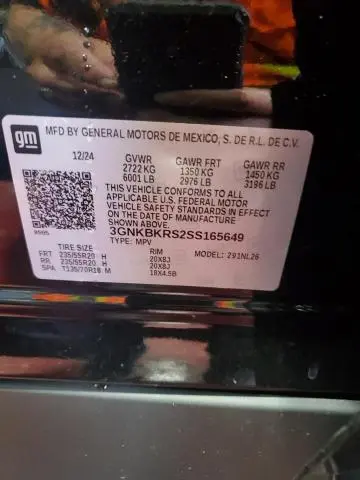 gm
MFD BY GENERAL MOTORS DE MEXICO, S. DE R.L. DE C.V.
12/24 GVWR GAWR FRT GAWR RR
2722 KG 1350 KG 1450 KG
6001 LB 2976 LB 3196 LB
THIS VEHICLE CONFORMS TO ALL
APPLICABLE U.S. FEDERAL MOTOR
VEHICLE SAFETY STANDARDS IN EFFECT
ON THE DATE OF MANUFACTURE
SHOWN ABOVE.
3GNKBKRS2SS165649
TYPE: MPV
TIRE SIZE RIM MODEL: Z91NL26
FRT 235/55R20 H 20X8J
RR 235/55R20 H 20X8J
SPA T135/70R18 M 18X4.5B